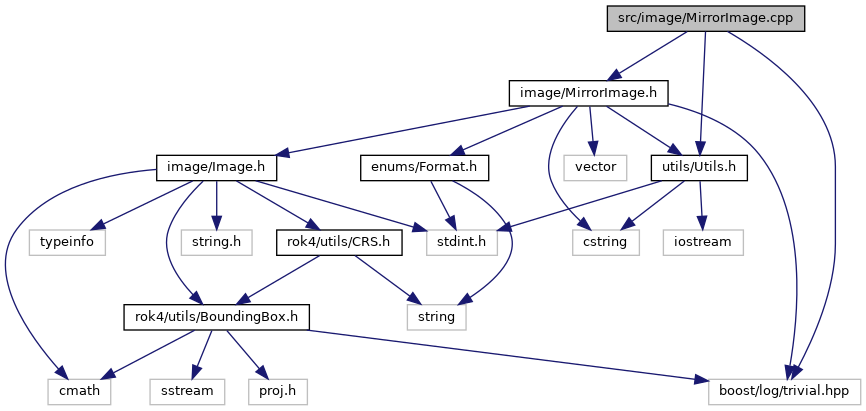 src/image/MirrorImage.cpp
image/MirrorImage.h
image/Image.h
enums/Format.h
vector
utils/Utils.h
typeinfo
string.h
rok4/utils/CRS.h
stdint.h
cstring
iostream
rok4/utils/BoundingBox.h
string
cmath
sstream
proj.h
boost/log/trivial.hpp